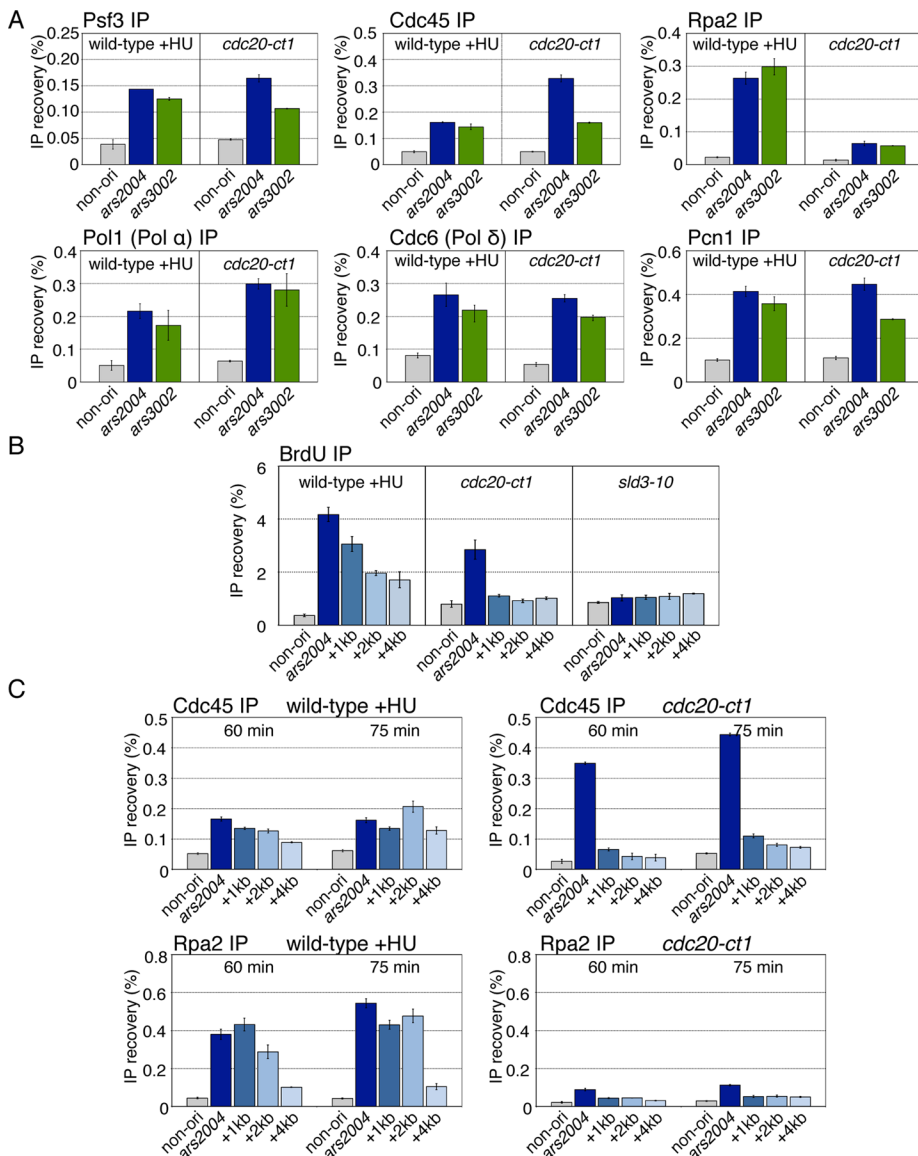 A
Psf3 IP
wild-type +HU
cdc20-ct1
IP recovery (%)
0.25
0.20
0.15
0.10
0.05
0
non-ori
ars2004
ars3002
non-ori
ars2004
ars3002
Cdc45 IP
wild-type +HU
cdc20-ct1
IP recovery (%)
0.5
0.4
0.3
0.2
0.1
0
non-ori
ars2004
ars3002
non-ori
ars2004
ars3002
Rpa2 IP
wild-type +HU
cdc20-ct1
IP recovery (%)
0.4
0.3
0.2
0.1
0
non-ori
ars2004
ars3002
non-ori
ars2004
ars3002
Pol1 (Pol α) IP
wild-type +HU
cdc20-ct1
IP recovery (%)
0.4
0.3
0.2
0.1
0
non-ori
ars2004
ars3002
non-ori
ars2004
ars3002
Cdc6 (Pol δ) IP
wild-type +HU
cdc20-ct1
IP recovery (%)
0.4
0.3
0.2
0.1
0
non-ori
ars2004
ars3002
non-ori
ars2004
ars3002
Pcn1 IP
wild-type +HU
cdc20-ct1
IP recovery (%)
0.6
0.4
0.2
0
non-ori
ars2004
ars3002
non-ori
ars2004
ars3002
B
BrdU IP
wild-type +HU
cdc20-ct1
sld3-10
IP recovery (%)
6
4
2
0
non-ori
ars2004
+1kb
+2kb
+4kb
non-ori
ars2004
+1kb
+2kb
+4kb
non-ori
ars2004
+1kb
+2kb
+4kb
C
Cdc45 IP wild-type +HU
60 min 75 min
IP recovery (%)
0.5
0.4
0.3
0.2
0.1
0
non-ori
ars2004
+1kb
+2kb
+4kb
non-ori
ars2004
+1kb
+2kb
+4kb
Cdc45 IP cdc20-ct1
60 min 75 min
IP recovery (%)
0.5
0.4
0.3
0.2
0.1
0
non-ori
ars2004
+1kb
+2kb
+4kb
non-ori
ars2004
+1kb
+2kb
+4kb
Rpa2 IP wild-type +HU
60 min 75 min
IP recovery (%)
0.8
0.6
0.4
0.2
0
non-ori
ars2004
+1kb
+2kb
+4kb
non-ori
ars2004
+1kb
+2kb
+4kb
Rpa2 IP cdc20-ct1
60 min 75 min
IP recovery (%)
0.8
0.6
0.4
0.2
0
non-ori
ars2004
+1kb
+2kb
+4kb
non-ori
ars2004
+1kb
+2kb
+4kb